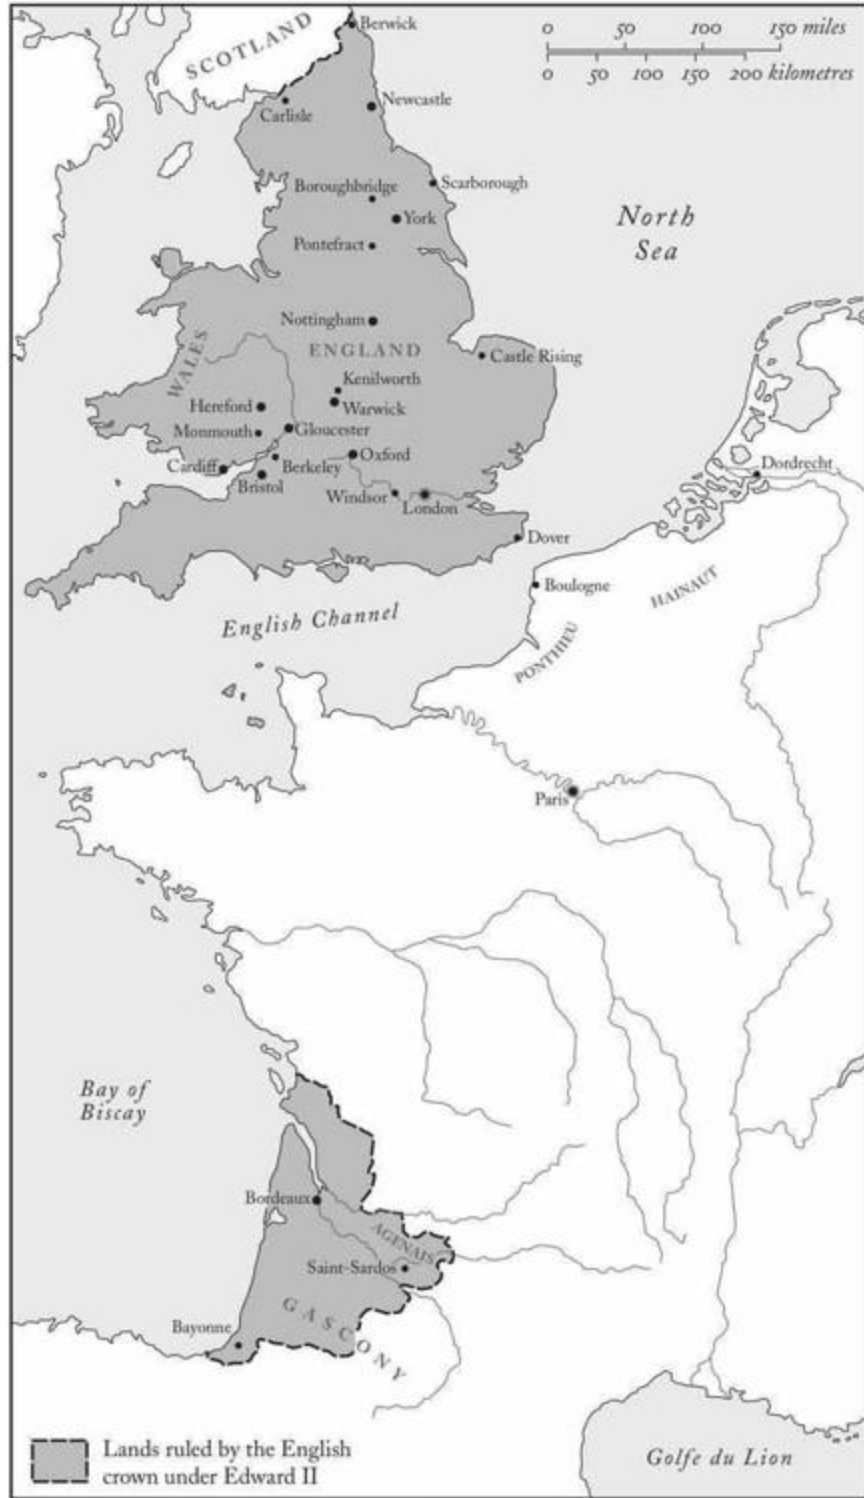 Berwick
0 50 100 150 miles
0 50 100 150 200 kilometres
SCOTLAND
Carlisle
Newcastle
Scarborough
Boroughbridge
York
North
Sea
Pontefract
Nottingham
ENGLAND
WALES
Castle Rising
Kenilworth
Hereford
Warwick
Monmouth
Gloucester
Cardiff
Berkeley
Oxford
Bristol
Windsor
London
Dordrecht
Dover
Boulogne
HAINAUT
English Channel
PONTHIEU
Paris
Bay of
Biscay
Bordeaux
AGENAIS
Saint-Sardos
GASCONY
Bayonne
Lands ruled by the English
crown under Edward II
Golfe du Lion